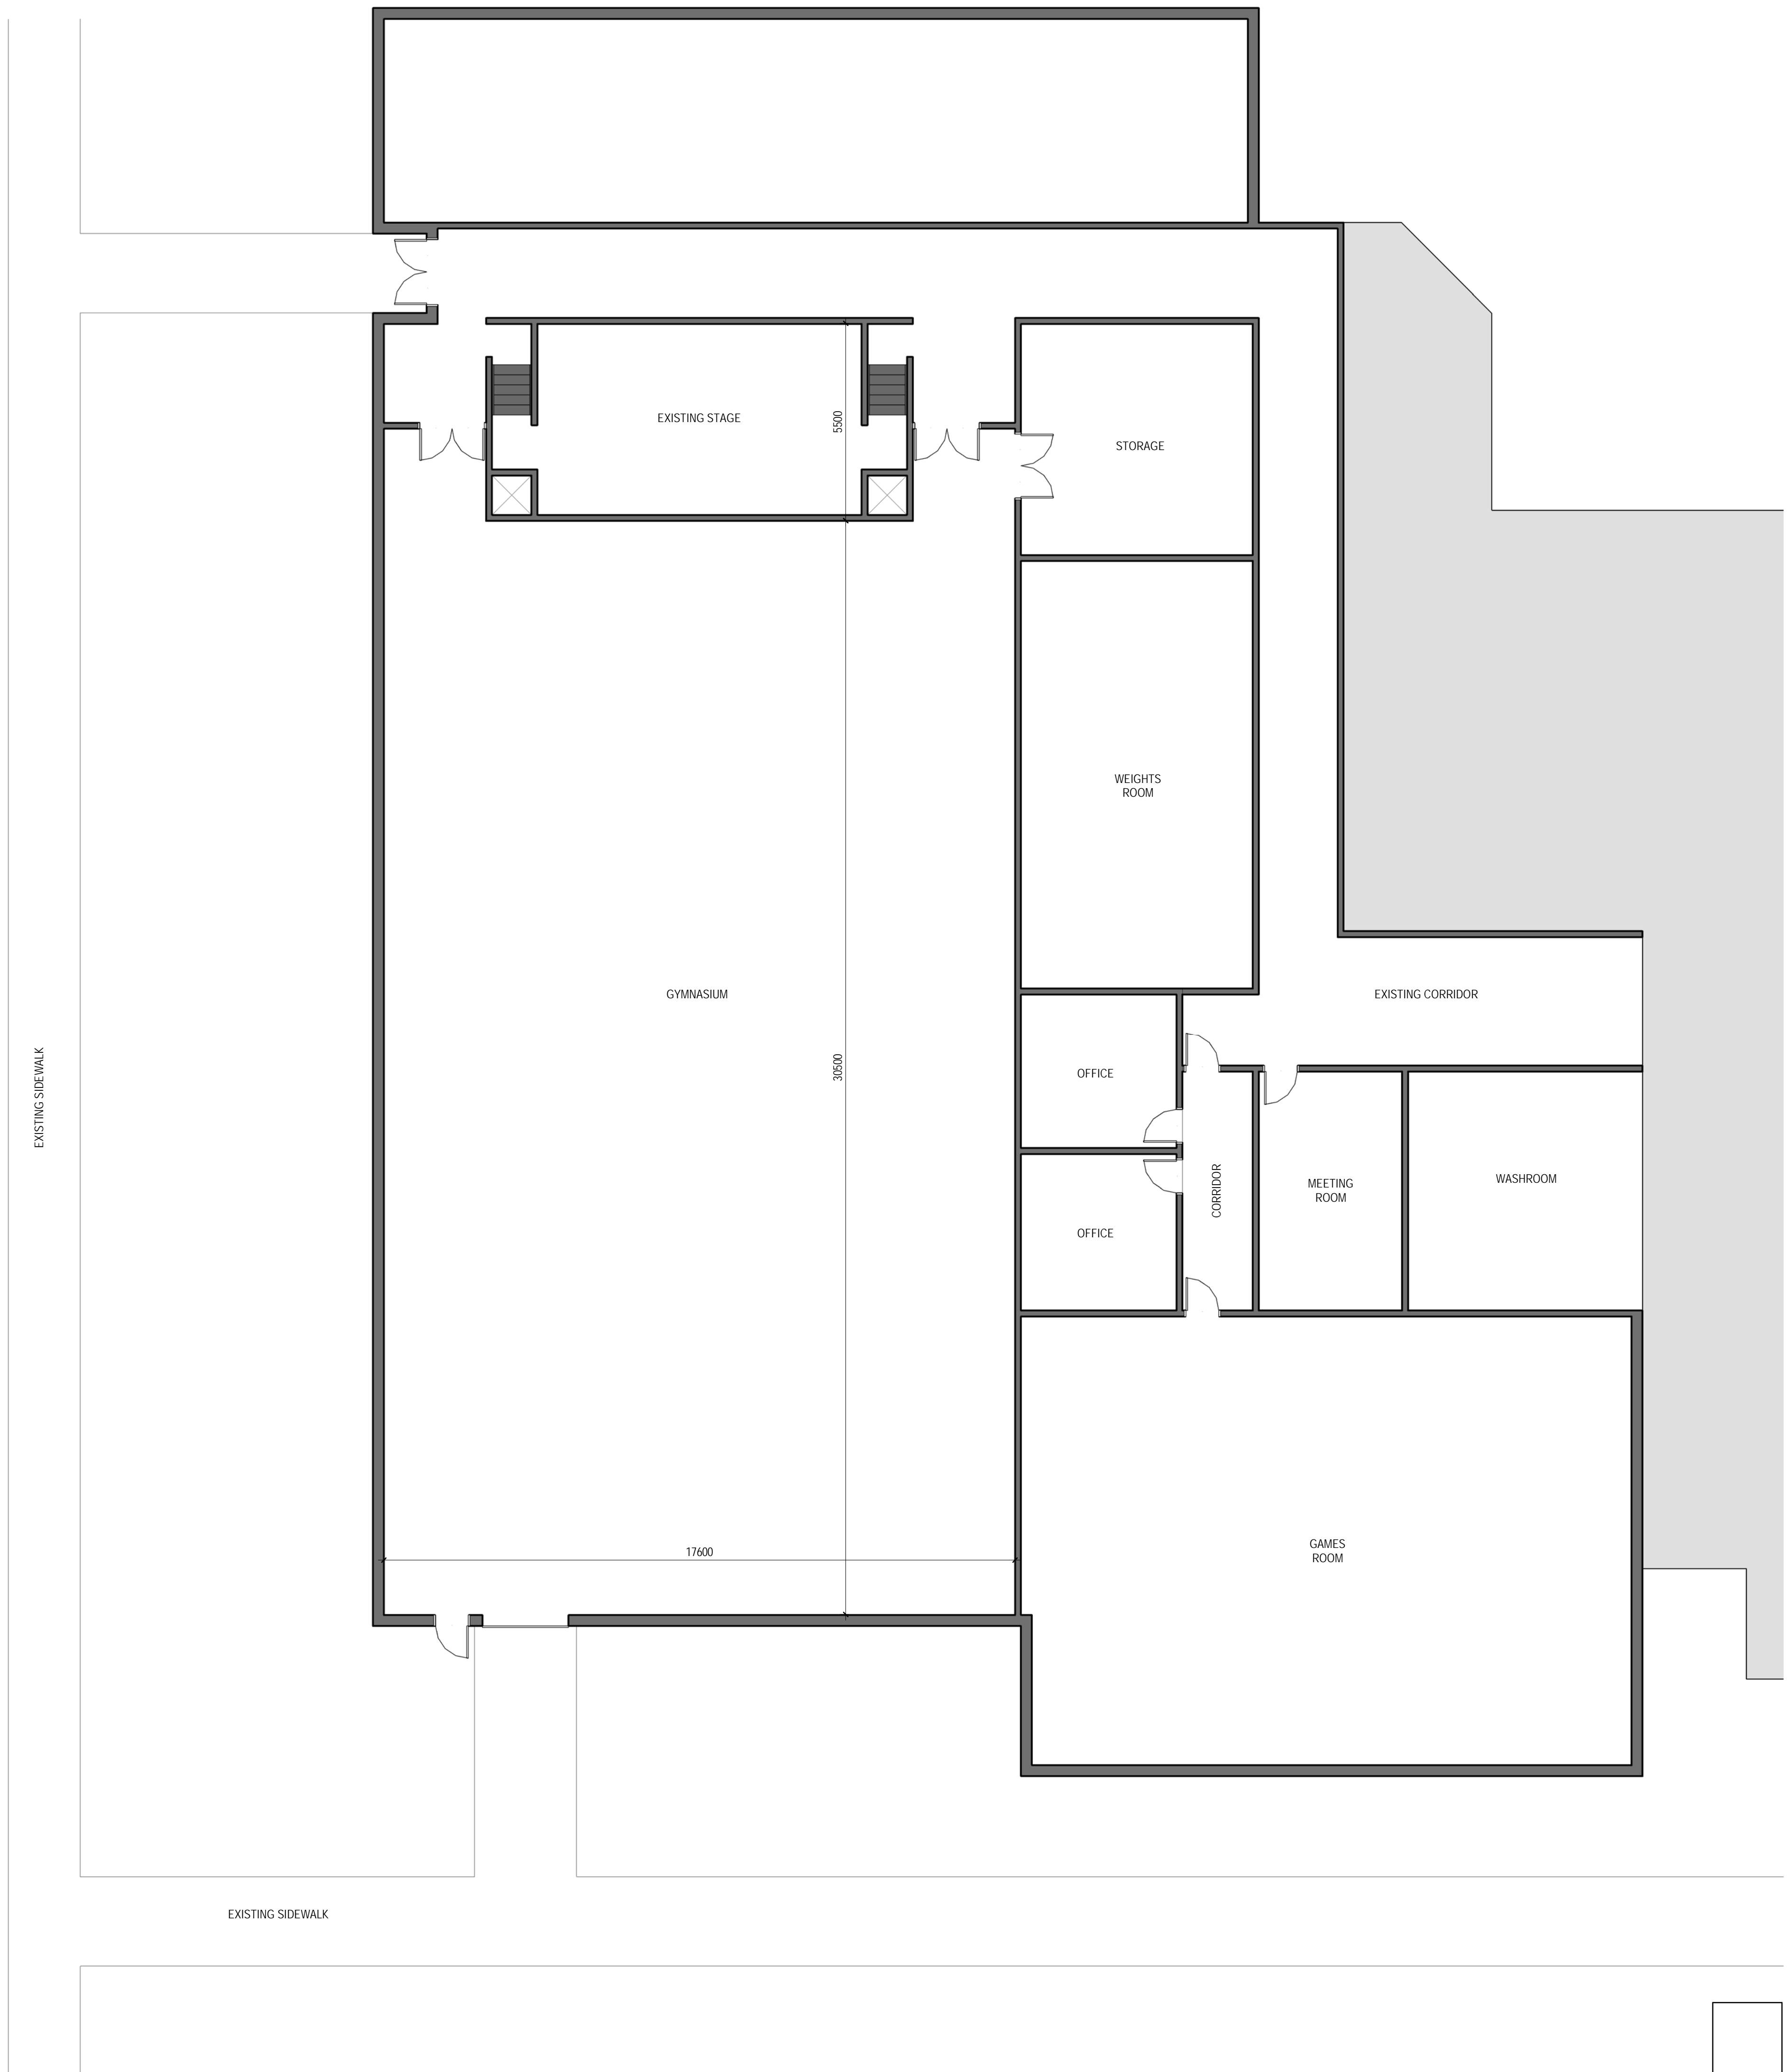 EXISTING STAGE
5500
STORAGE
WEIGHTS
ROOM
GYMNASIUM
EXISTING CORRIDOR
30500
EXISTING SIDEWALK
OFFICE
CORRIDOR
MEETING
ROOM
WASHROOM
OFFICE
17600
GAMES
ROOM
EXISTING SIDEWALK